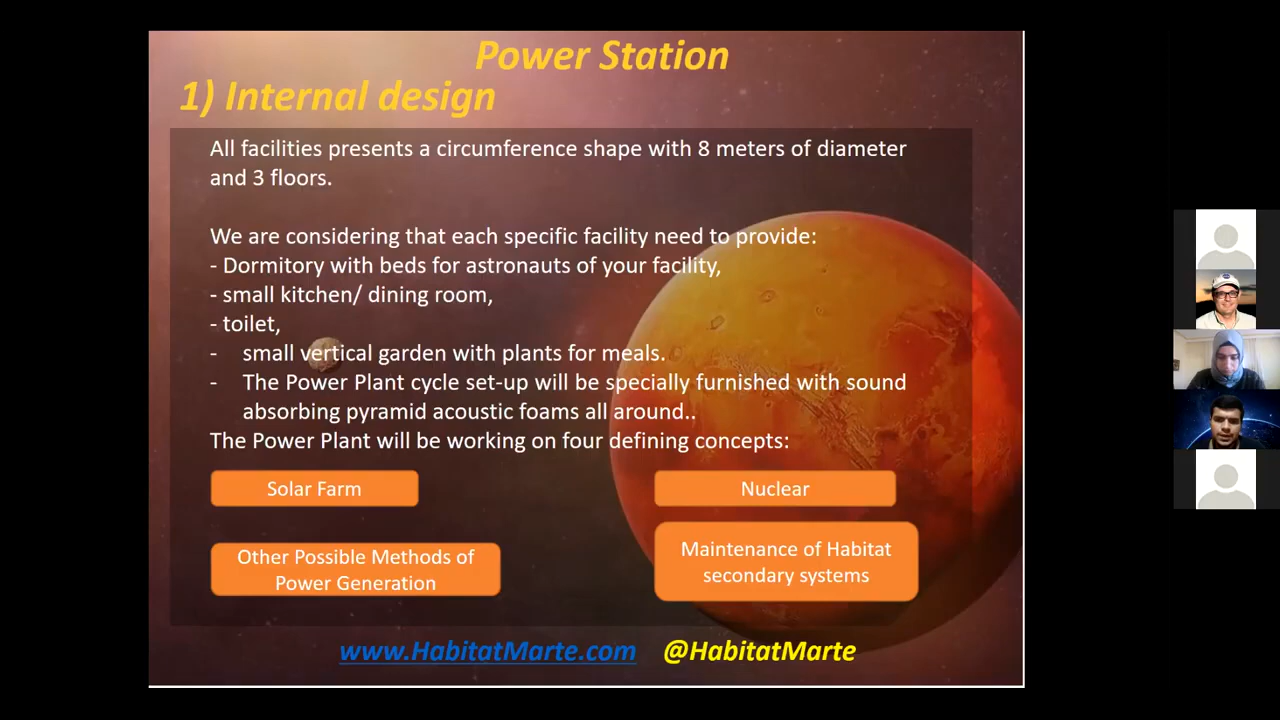 Power Station
1) Internal design
All facilities presents a circumference shape with 8 meters of diameter
and 3 floors.
We are considering that each specific facility need to provide:
- Dormitory with beds for astronauts of your facility,
- small kitchen/ dining room,
- toilet,
- small vertical garden with plants for meals.
- The Power Plant cycle set-up will be specially furnished with sound
absorbing pyramid acoustic foams all around..
The Power Plant will be working on four defining concepts:
Solar Farm
Nuclear
Other Possible Methods of
Power Generation
Maintenance of Habitat
secondary systems
www.HabitatMarte.com @HabitatMarte